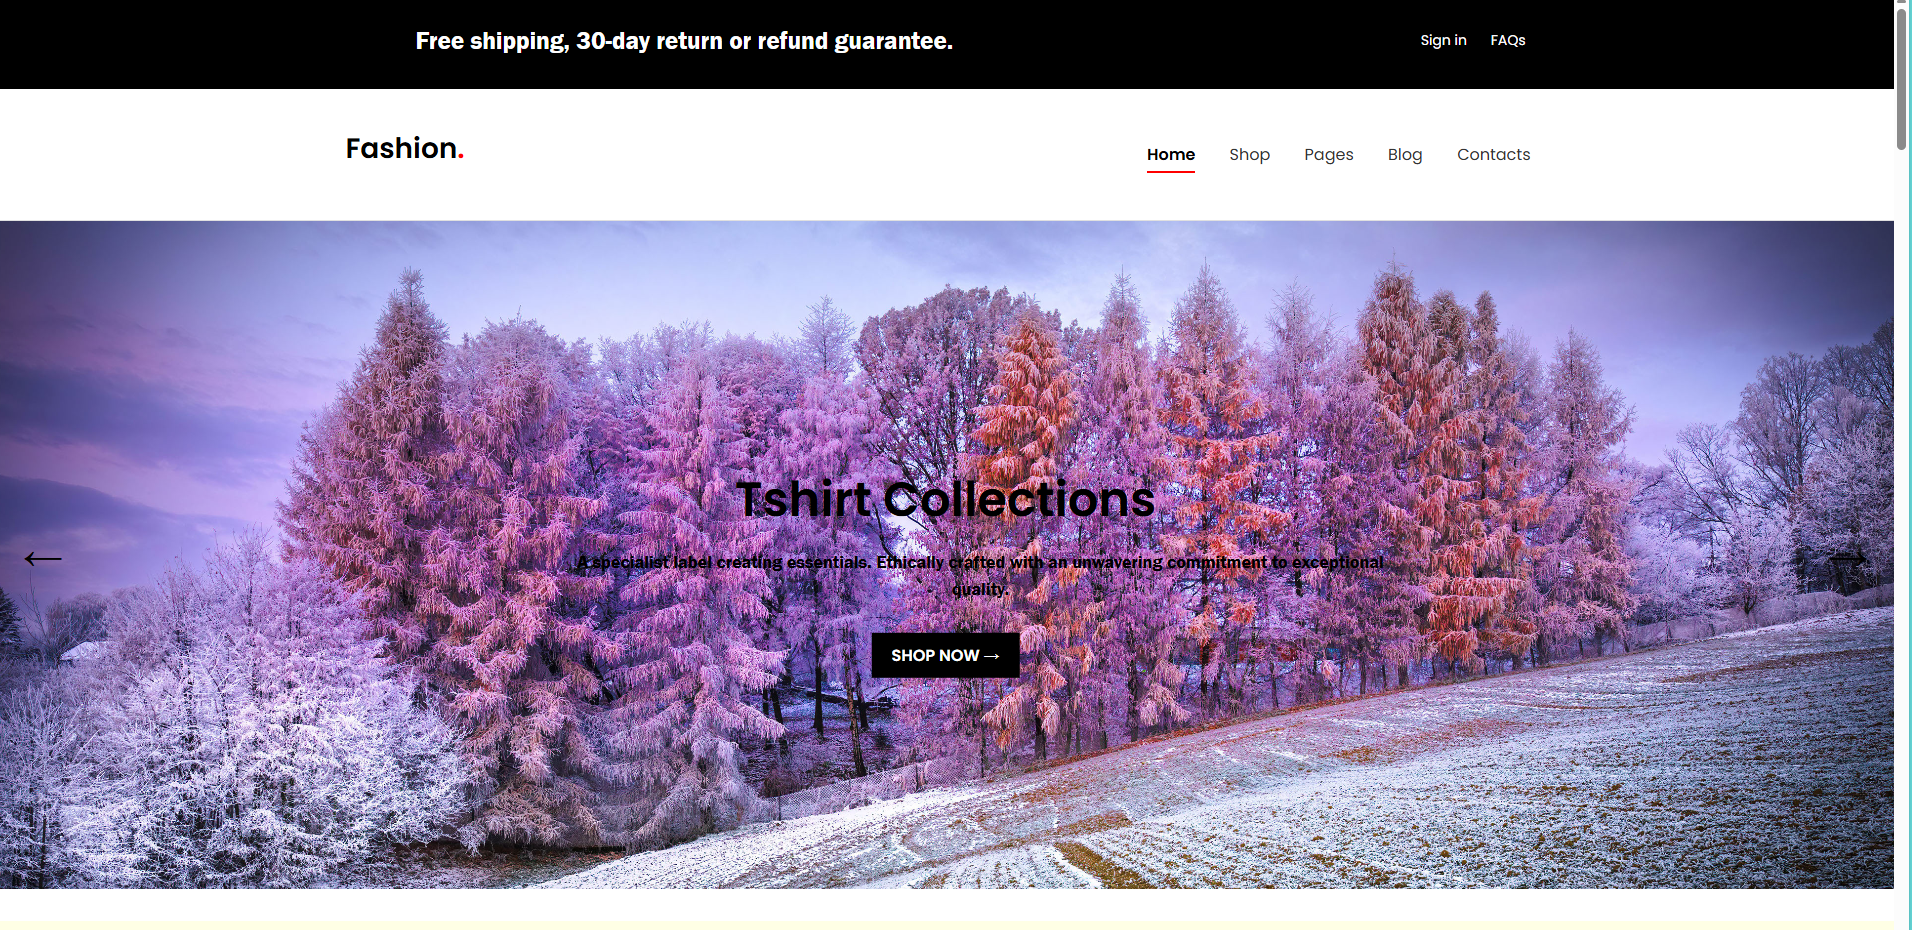 Free shipping, 30-day return or refund guarantee.
Sign in FAQs
Fashion.
Home Shop Pages Blog Contacts
Tshirt Collections
A specialist label creating essentials. Ethically crafted with an unwavering commitment to exceptional
quality.
SHOP NOW →